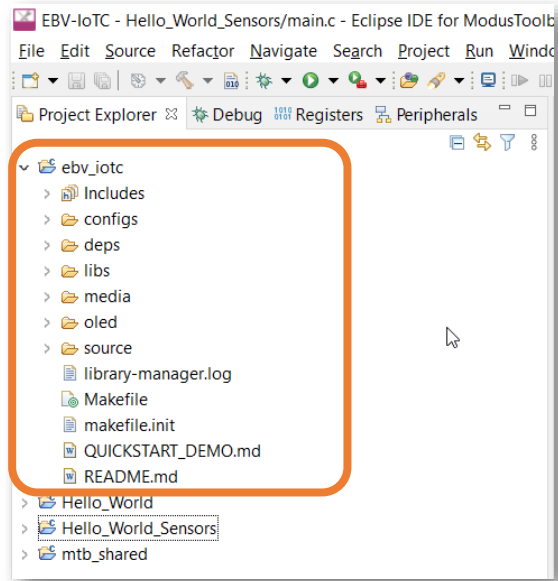 EBV-IoTC - Hello_World_Sensors/main.c - Eclipse IDE for ModusToolb
File Edit Source Refactor Navigate Search Project Run Windo
Project Explorer Debug Registers Peripherals
ebv_iotc
Includes
configs
deps
libs
media
oled
source
library-manager.log
Makefile
makefile.init
QUICKSTART_DEMO.md
README.md
Hello_World
Hello_World_Sensors
mtb_shared